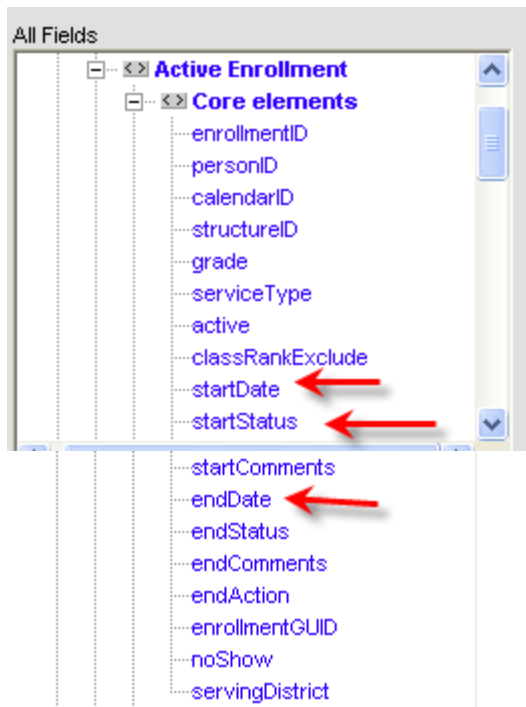 All Fields
Active Enrollment
Core elements
enrollmentID
personID
calendarID
structureID
grade
serviceType
active
classRankExclude
startDate
startStatus
startComments
endDate
endStatus
endComments
endAction
enrollmentGUID
noShow
servingDistrict